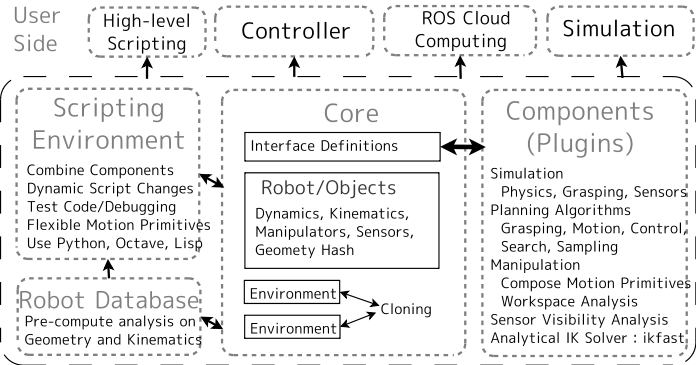 User
Side
High-level
Scripting
Controller
ROS Cloud
Computing
Simulation
Scripting
Environment
Combine Components
Dynamic Script Changes
Test Code/Debugging
Flexible Motion Primitives
Use Python, Octave, Lisp
Robot Database
Pre-compute analysis on
Geometry and Kinematics
Core
Interface Definitions
Robot/Objects
Dynamics, Kinematics,
Manipulators, Sensors,
Geomety Hash
Environment
Environment
Cloning
Components
(Plugins)
Simulation
Physics, Grasping, Sensors
Planning Algorithms
Grasping, Motion, Control,
Search, Sampling
Manipulation
Compose Motion Primitives
Workspace Analysis
Sensor Visibility Analysis
Analytical IK Solver : ikfast